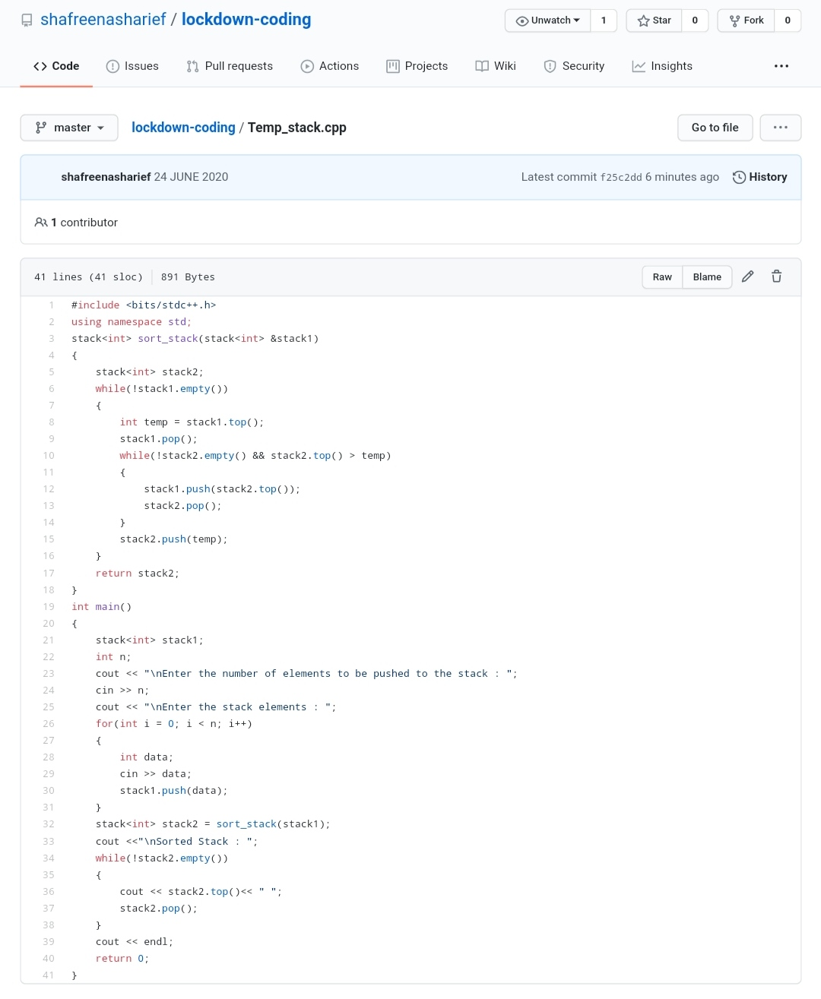 shafreenasharief / lockdown-coding
Unwatch 1 Star 0 Fork 0
Code Issues Pull requests Actions Projects Wiki Security Insights ···
master lockdown-coding / Temp_stack.cpp Go to file ···
shafreenasharief 24 JUNE 2020 Latest commit f25c2dd 6 minutes ago History
1 contributor
41 lines (41 sloc) 891 Bytes Raw Blame
1 #include <bits/stdc++.h>
2 using namespace std;
3 stack<int> sort_stack(stack<int> &stack1)
4 {
5     stack<int> stack2;
6     while(!stack1.empty())
7     {
8         int temp = stack1.top();
9         stack1.pop();
10         while(!stack2.empty() && stack2.top() > temp)
11         {
12             stack1.push(stack2.top());
13             stack2.pop();
14         }
15         stack2.push(temp);
16     }
17     return stack2;
18 }
19 int main()
20 {
21     stack<int> stack1;
22     int n;
23     cout << "\nEnter the number of elements to be pushed to the stack : ";
24     cin >> n;
25     cout << "\nEnter the stack elements : ";
26     for(int i = 0; i < n; i++)
27     {
28         int data;
29         cin >> data;
30         stack1.push(data);
31     }
32     stack<int> stack2 = sort_stack(stack1);
33     cout <<"\nSorted Stack : ";
34     while(!stack2.empty())
35     {
36         cout << stack2.top()<< " ";
37         stack2.pop();
38     }
39     cout << endl;
40     return 0;
41 }